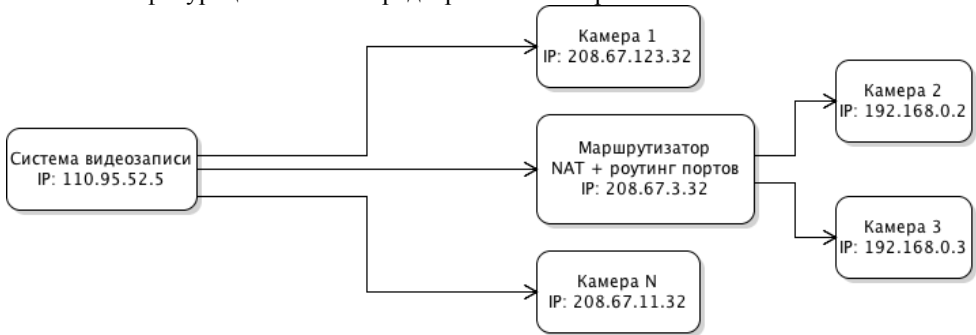 Камера 1
IP: 208.67.123.32
Камера 2
IP: 192.168.0.2
Система видеозаписи
IP: 110.95.52.5
Маршрутизатор
NAT + роутинг портов
IP: 208.67.3.32
Камера 3
IP: 192.168.0.3
Камера N
IP: 208.67.11.32